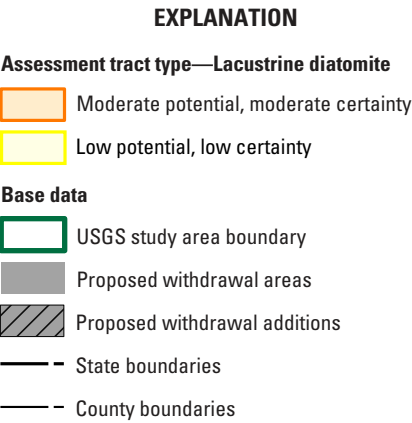 EXPLANATION
Assessment tract type—Lacustrine diatomite
Moderate potential, moderate certainty
Low potential, low certainty
Base data
USGS study area boundary
Proposed withdrawal areas
Proposed withdrawal additions
State boundaries
County boundaries